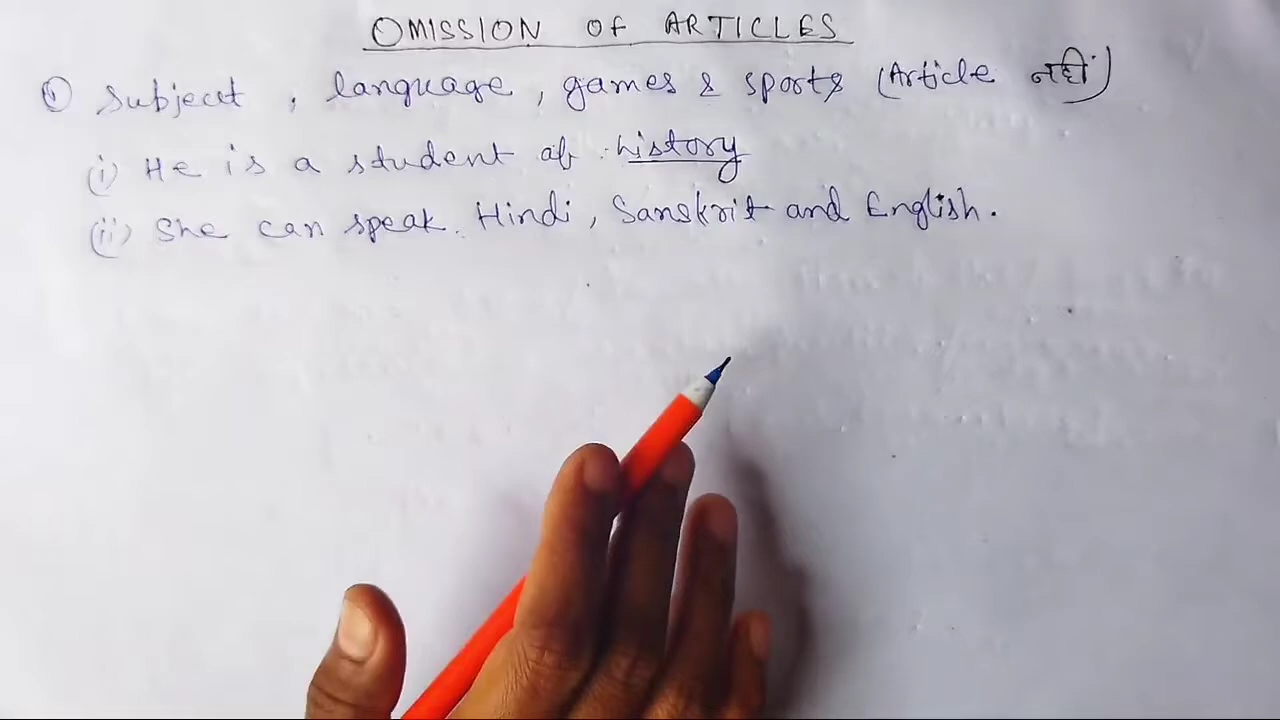 OMISSION OF ARTICLES
① Subject, language, games & sports (Article नहीं)
(i) He is a student of history
(ii) She can speak Hindi, Sanskrit and English.